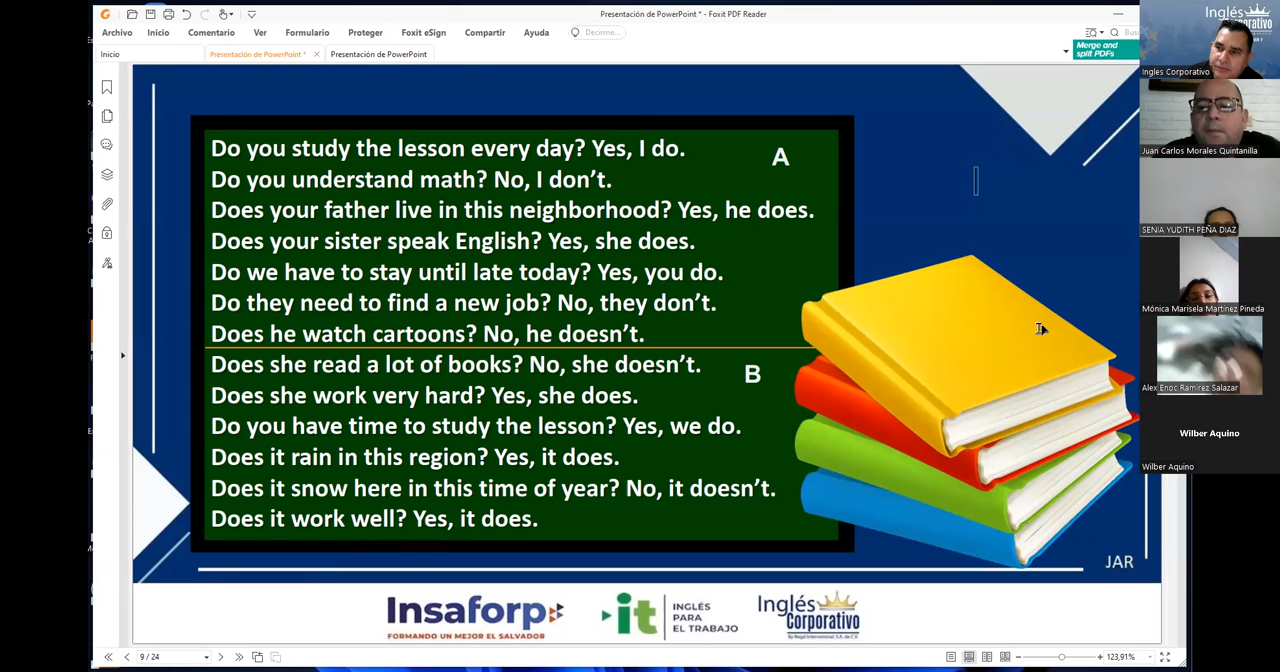 Presentación de PowerPoint * - Foxit PDF Reader
Archivo Inicio Comentario Ver Formulario Proteger Foxit eSign Compartir Ayuda Decirme...
Inicio Presentación de PowerPoint * Presentación de PowerPoint
Merge and
split PDFs
Do you study the lesson every day? Yes, I do.
A
Do you understand math? No, I don’t.
Does your father live in this neighborhood? Yes, he does.
Does your sister speak English? Yes, she does.
Do we have to stay until late today? Yes, you do.
Do they need to find a new job? No, they don’t.
Does he watch cartoons? No, he doesn’t.
Does she read a lot of books? No, she doesn’t.
B
Does she work very hard? Yes, she does.
Do you have time to study the lesson? Yes, we do.
Does it rain in this region? Yes, it does.
Does it snow here in this time of year? No, it doesn’t.
Does it work well? Yes, it does.
JAR
Insaforp
FORMANDO UN MEJOR EL SALVADOR
it
INGLÉS
PARA
EL TRABAJO
Inglés
Corporativo
By Regal International, S.A. de C.V.
9 / 24
123,91%
Inglés
Corporativo
Ingles Corporativo
Juan Carlos Morales Quintanilla
SENIA YUDITH PEÑA DIAZ
Mónica Marisela Martínez Pineda
Alex Enoc Ramirez Salazar
Wilber Aquino
Wilber Aquino